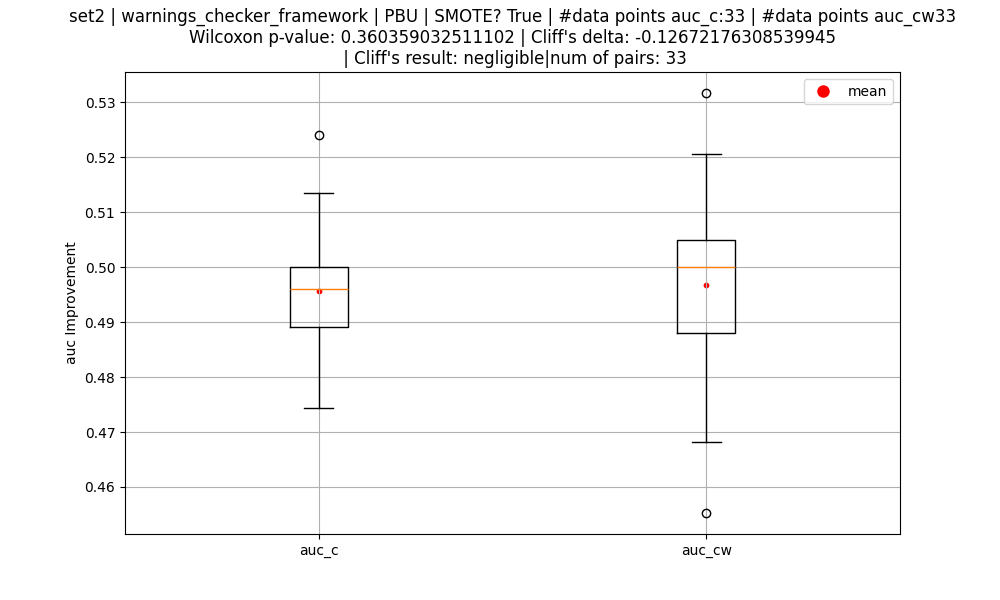 set2 | warnings_checker_framework | PBU | SMOTE? True | #data points auc_c:33 | #data points auc_cw33
Wilcoxon p-value: 0.360359032511102 | Cliff's delta: -0.12672176308539945
| Cliff's result: negligible|num of pairs: 33
mean
0.53
0.52
0.51
0.50
0.49
0.48
0.47
0.46
auc Improvement
auc_c
auc_cw